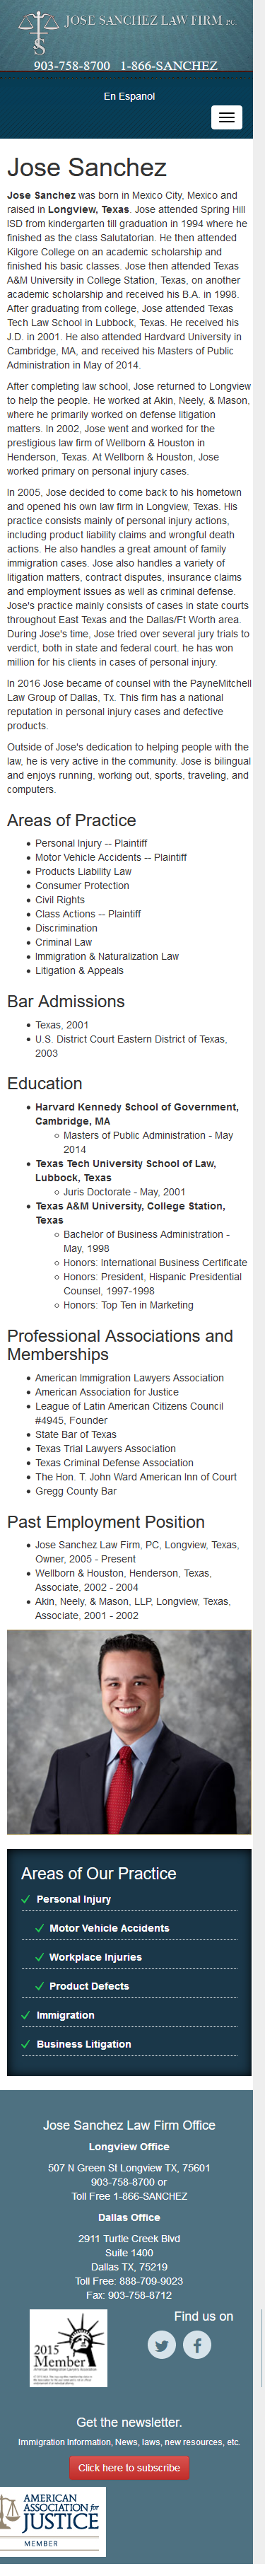 JOSE SANCHEZ LAW FIRM P.C.
903-758-8700 1-866-SANCHEZ
En Espanol
Jose Sanchez
Jose Sanchez was born in Mexico City, Mexico and
raised in Longview, Texas. Jose attended Spring Hill
ISD from kindergarten till graduation in 1994 where he
finished as the class Salutatorian. He then attended
Kilgore College on an academic scholarship and
finished his basic classes. Jose then attended Texas
A&M University in College Station, Texas, on another
academic scholarship and received his B.A. in 1998.
After graduating from college, Jose attended Texas
Tech Law School in Lubbock, Texas. He received his
J.D. in 2001. He also attended Hardvard University in
Cambridge, MA, and received his Masters of Public
Administration in May of 2014.
After completing law school, Jose returned to Longview
to help the people. He worked at Akin, Neely, & Mason,
where he primarily worked on defense litigation
matters. In 2002, Jose went and worked for the
prestigious law firm of Wellborn & Houston in
Henderson, Texas. At Wellborn & Houston, Jose
worked primary on personal injury cases.
In 2005, Jose decided to come back to his hometown
and opened his own law firm in Longview, Texas. His
practice consists mainly of personal injury actions,
including product liability claims and wrongful death
actions. He also handles a great amount of family
immigration cases. Jose also handles a variety of
litigation matters, contract disputes, insurance claims
and employment issues as well as criminal defense.
Jose's practice mainly consists of cases in state courts
throughout East Texas and the Dallas/Ft Worth area.
During Jose's time, Jose tried over several jury trials to
verdict, both in state and federal court. he has won
million for his clients in cases of personal injury.
In 2016 Jose became of counsel with the PayneMitchell
Law Group of Dallas, Tx. This firm has a national
reputation in personal injury cases and defective
products.
Outside of Jose's dedication to helping people with the
law, he is very active in the community. Jose is bilingual
and enjoys running, working out, sports, traveling, and
computers.
Areas of Practice
Personal Injury -- Plaintiff
Motor Vehicle Accidents -- Plaintiff
Products Liability Law
Consumer Protection
Civil Rights
Class Actions -- Plaintiff
Discrimination
Criminal Law
Immigration & Naturalization Law
Litigation & Appeals
Bar Admissions
Texas, 2001
U.S. District Court Eastern District of Texas,
2003
Education
Harvard Kennedy School of Government,
Cambridge, MA
Masters of Public Administration - May
2014
Texas Tech University School of Law,
Lubbock, Texas
Juris Doctorate - May, 2001
Texas A&M University, College Station,
Texas
Bachelor of Business Administration -
May, 1998
Honors: International Business Certificate
Honors: President, Hispanic Presidential
Counsel, 1997-1998
Honors: Top Ten in Marketing
Professional Associations and
Memberships
American Immigration Lawyers Association
American Association for Justice
League of Latin American Citizens Council
#4945, Founder
State Bar of Texas
Texas Trial Lawyers Association
Texas Criminal Defense Association
The Hon. T. John Ward American Inn of Court
Gregg County Bar
Past Employment Position
Jose Sanchez Law Firm, PC, Longview, Texas,
Owner, 2005 - Present
Wellborn & Houston, Henderson, Texas,
Associate, 2002 - 2004
Akin, Neely, & Mason, LLP, Longview, Texas,
Associate, 2001 - 2002
Areas of Our Practice
Personal Injury
Motor Vehicle Accidents
Workplace Injuries
Product Defects
Immigration
Business Litigation
Jose Sanchez Law Firm Office
Longview Office
507 N Green St Longview TX, 75601
903-758-8700 or
Toll Free 1-866-SANCHEZ
Dallas Office
2911 Turtle Creek Blvd
Suite 1400
Dallas TX, 75219
Toll Free: 888-709-9023
Fax: 903-758-8712
2015
Member
American Immigration Lawyers Association
Find us on
Get the newsletter.
Immigration Information, News, laws, new resources, etc.
Click here to subscribe
AMERICAN
ASSOCIATION for
JUSTICE
MEMBER